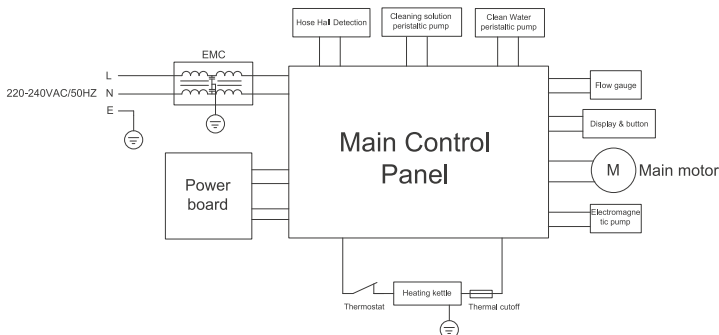 Hose Hall Detection
Cleaning solution
peristaltic pump
Clean Water
peristaltic pump
EMC
L
220-240VAC/50HZ N
E
Flow gauge
Display & button
Main Control
Panel
M Main motor
Power
board
Electromagne
tic pump
Thermostat
Heating kettle
Thermal cutoff